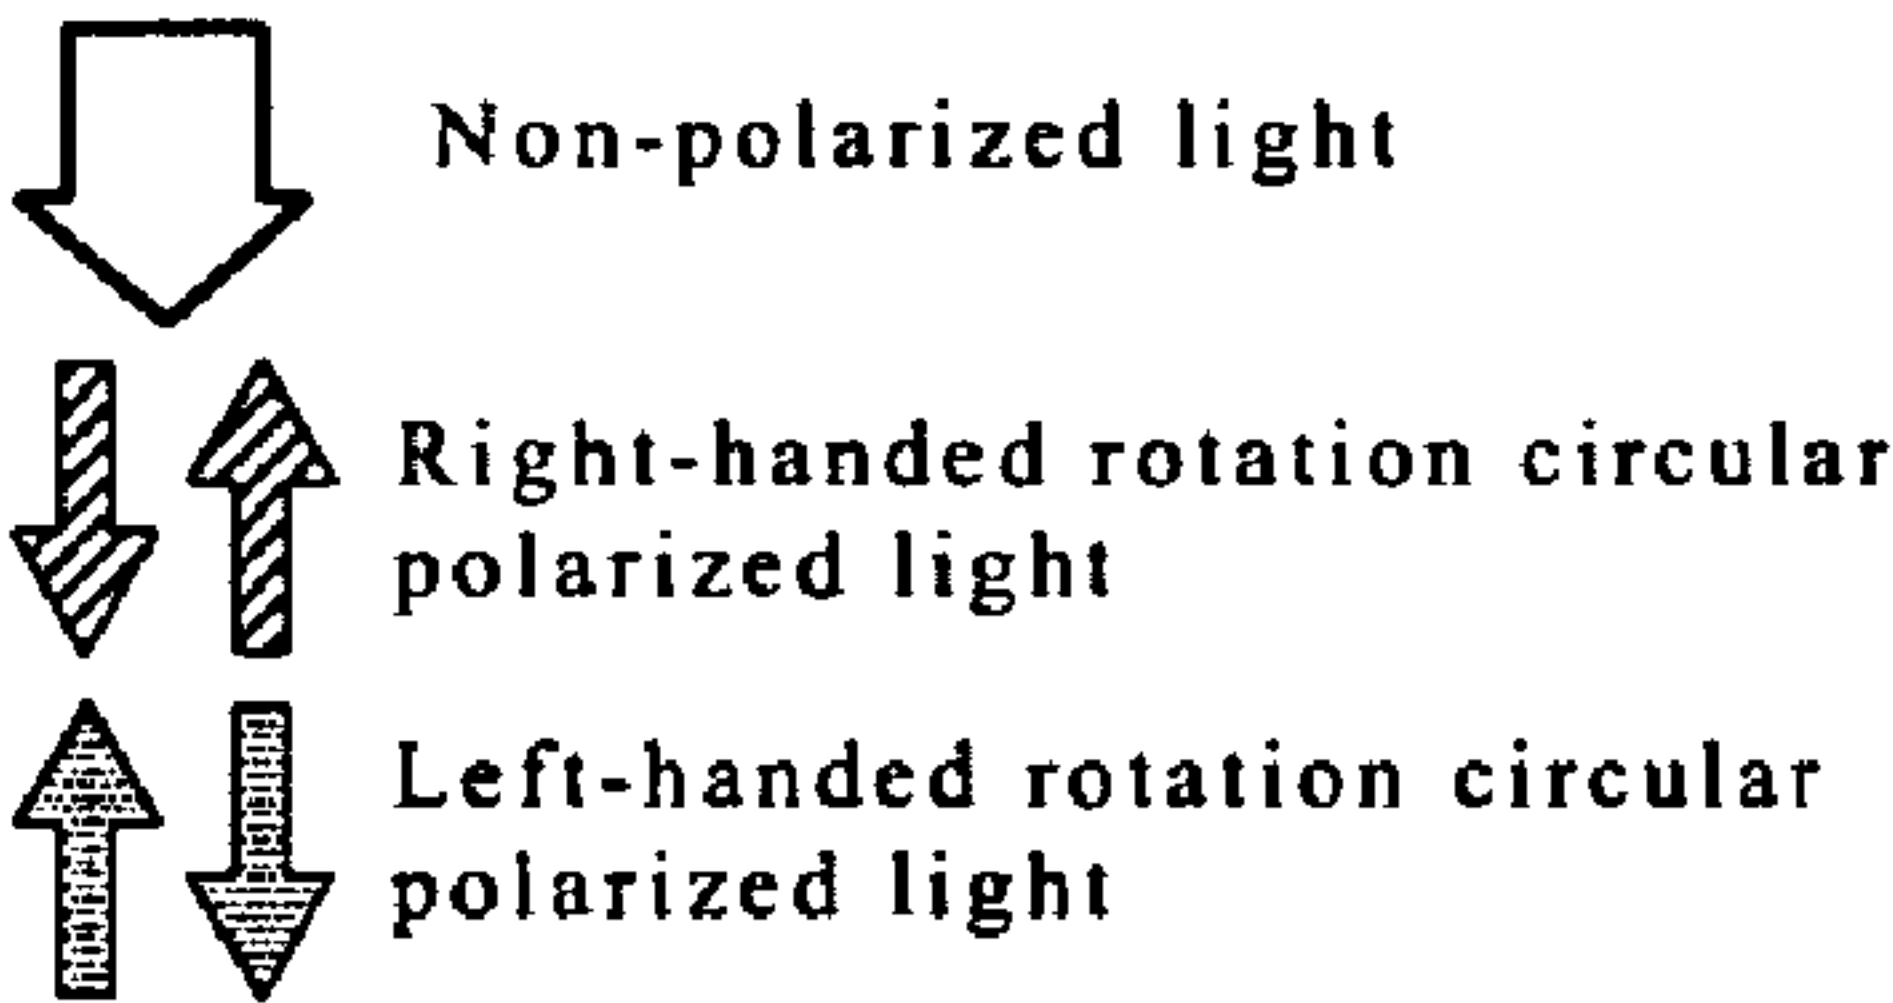 Non-polarized light
Right-handed rotation circular
polarized light
Left-handed rotation circular
polarized light